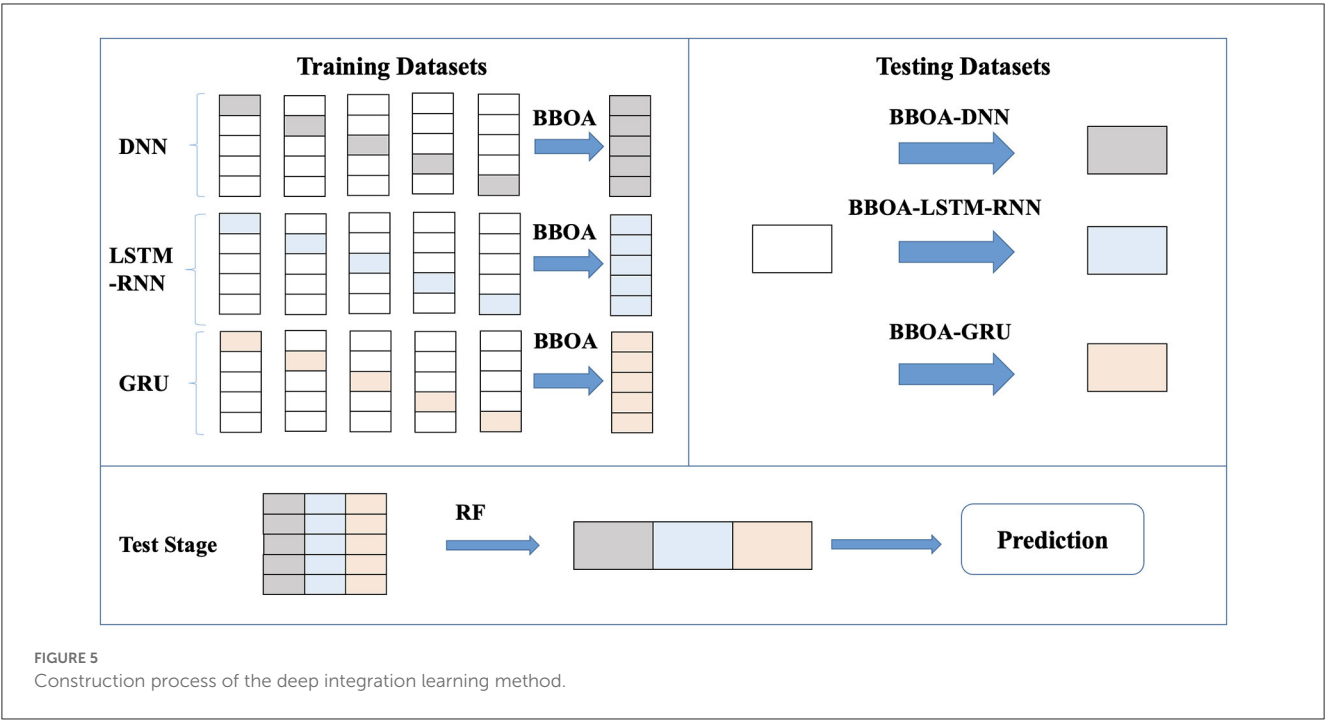 Training Datasets
DNN
BBOA
LSTM
-RNN
BBOA
GRU
BBOA
Testing Datasets
BBOA-DNN
BBOA-LSTM-RNN
BBOA-GRU
Test Stage
RF
Prediction
FIGURE 5
Construction process of the deep integration learning method.